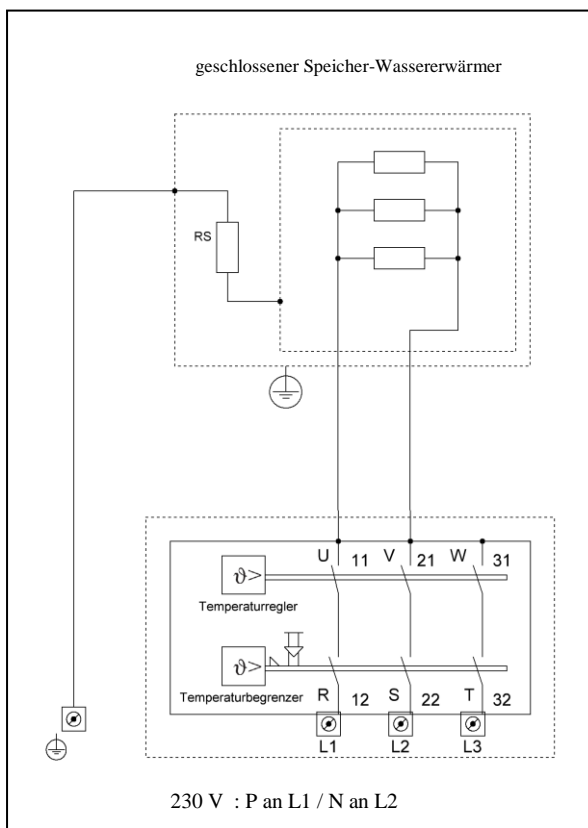 geschlossener Speicher-Wassererwärmer
RS
U 11 V 21 W 31
ϑ>
Temperaturregler
ϑ>
Temperaturbegrenzer
R 12 S 22 T 32
L1 L2 L3
230 V : P an L1 / N an L2